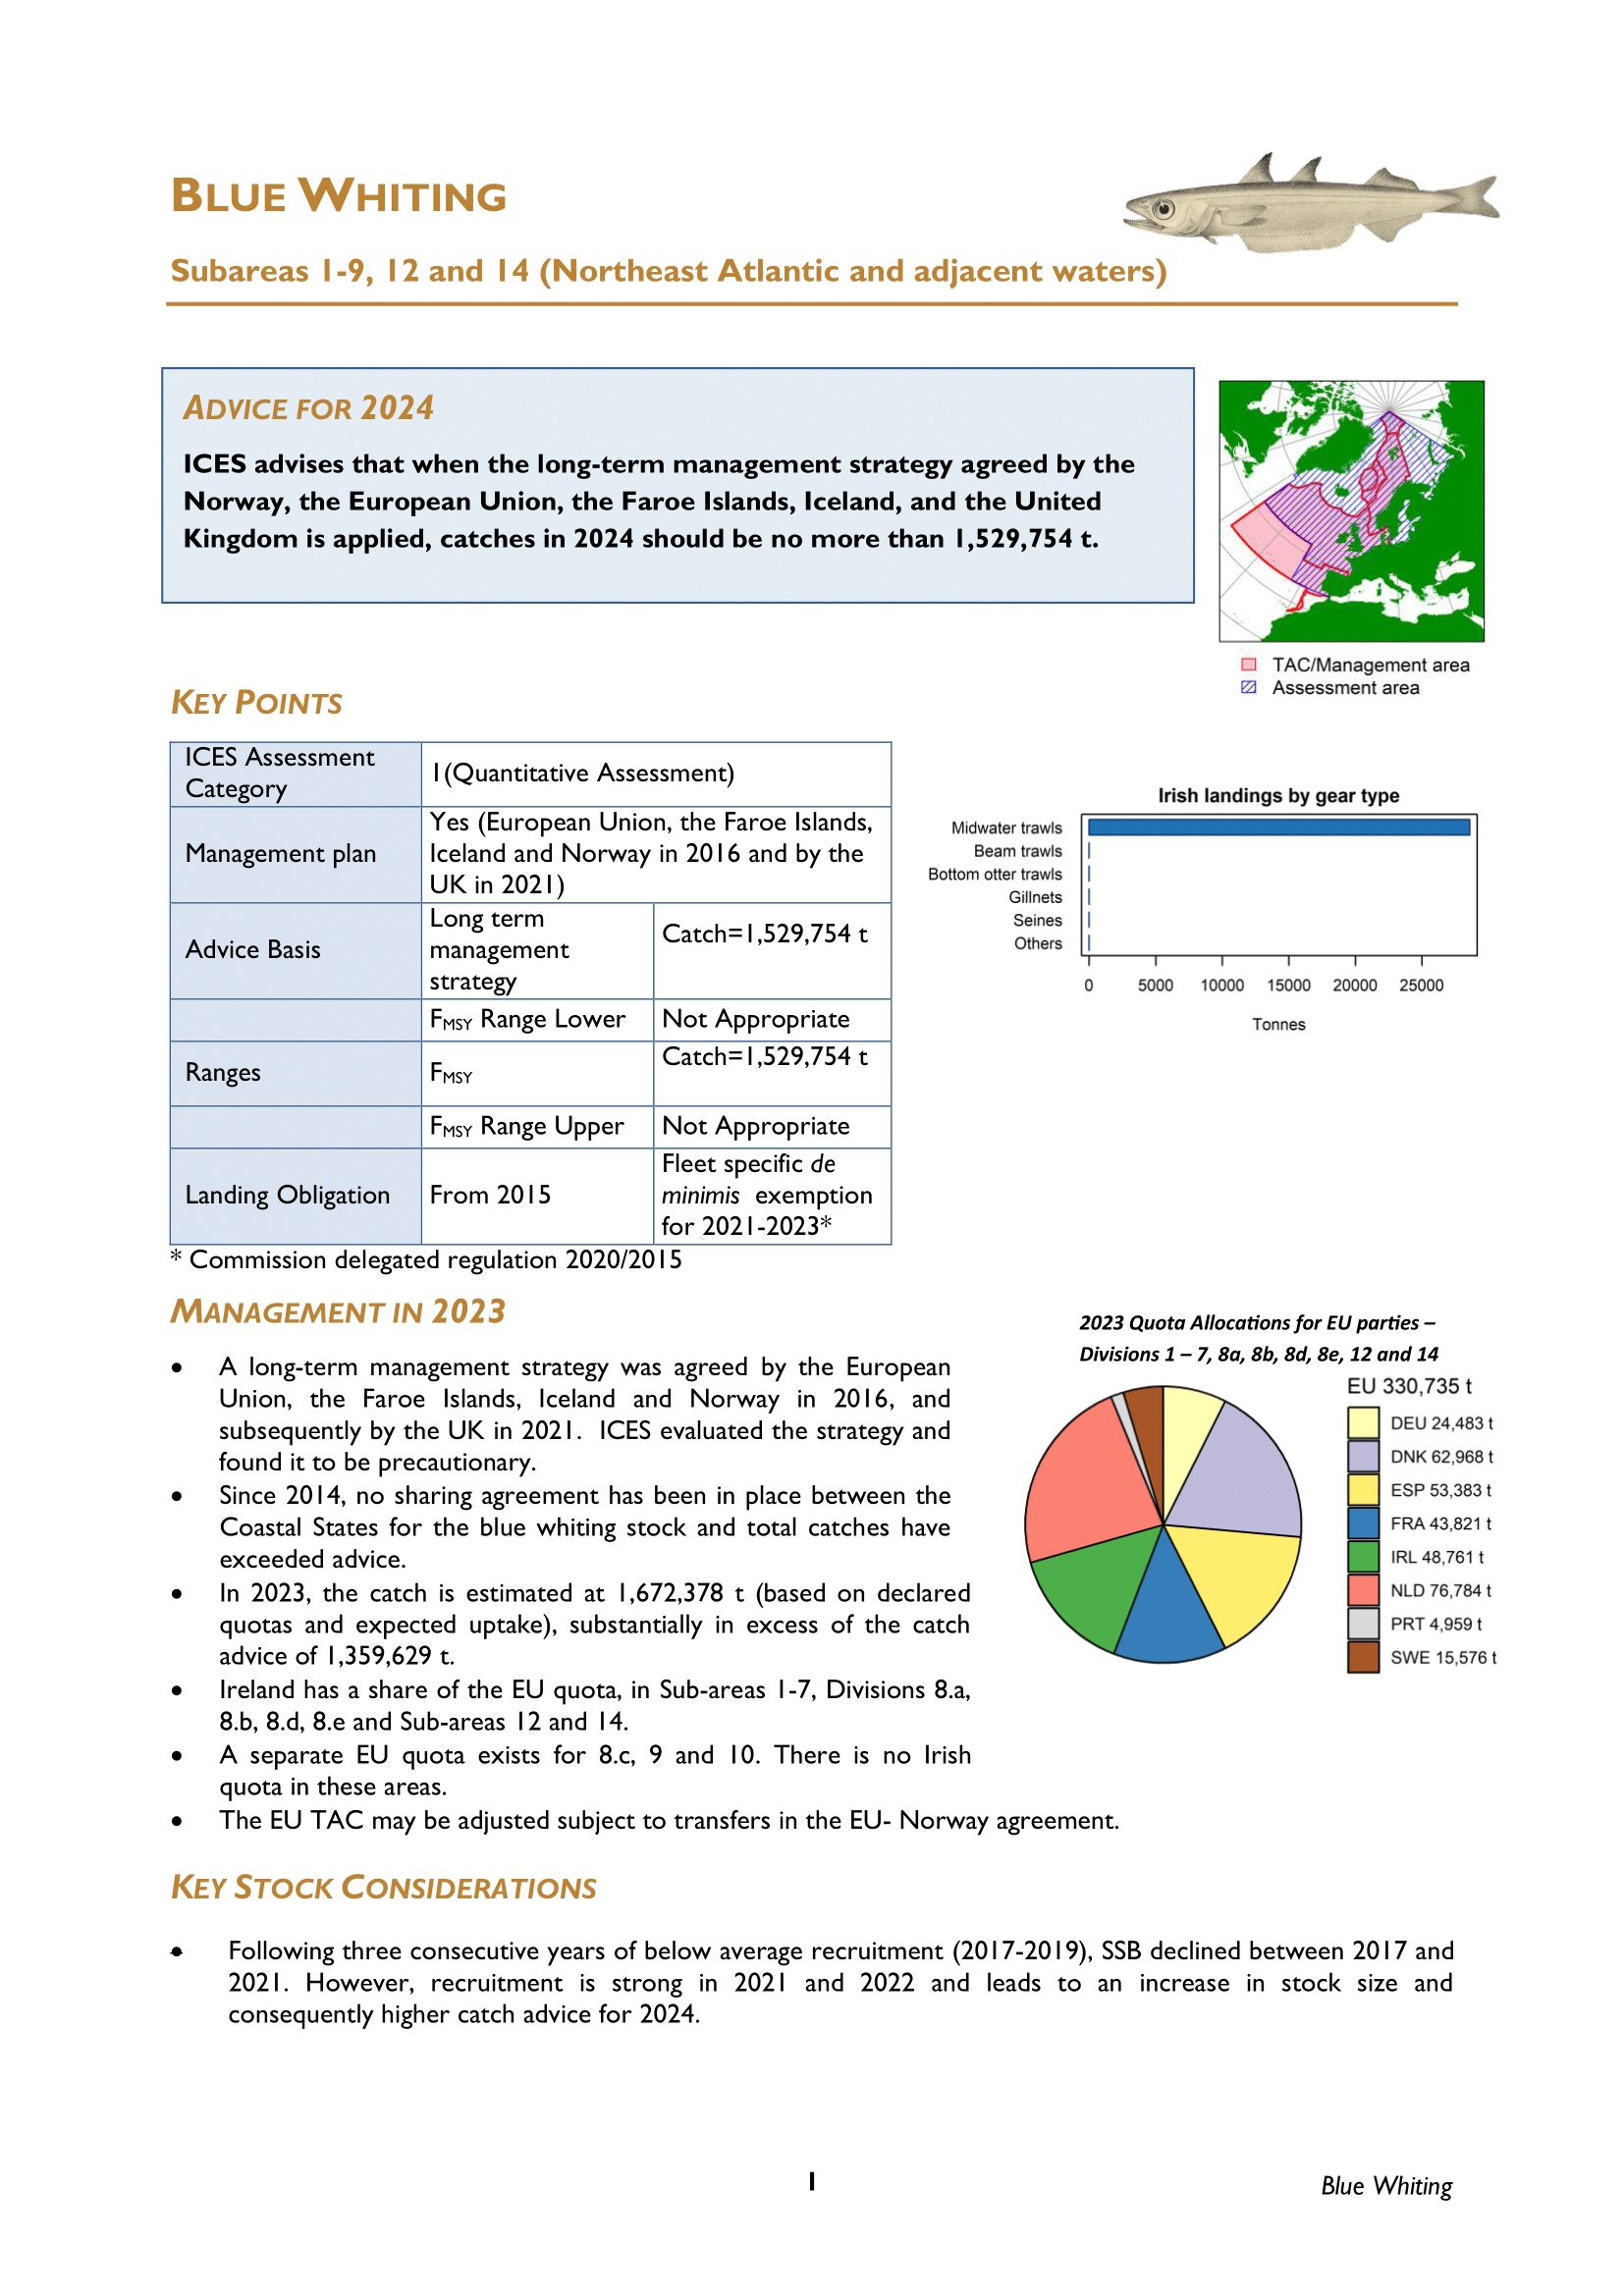 BLUE WHITING
Subareas 1-9, 12 and 14 (Northeast Atlantic and adjacent waters)
ADVICE FOR 2024
ICES advises that when the long-term management strategy agreed by the
Norway, the European Union, the Faroe Islands, Iceland, and the United
Kingdom is applied, catches in 2024 should be no more than 1,529,754 t.
TAC/Management area
Assessment area
KEY POINTS
ICES Assessment
Category
1(Quantitative Assessment)
Management plan
Yes (European Union, the Faroe Islands,
Iceland and Norway in 2016 and by the
UK in 2021)
Advice Basis
Long term
management
strategy
Catch=1,529,754 t
FMSY Range Lower
Not Appropriate
Ranges
FMSY
Catch=1,529,754 t
FMSY Range Upper
Not Appropriate
Landing Obligation
From 2015
Fleet specific de
minimis exemption
for 2021-2023*
* Commission delegated regulation 2020/2015
Irish landings by gear type
Midwater trawls
Beam trawls
Bottom otter trawls
Gillnets
Seines
Others
0 5000 10000 15000 20000 25000
Tonnes
MANAGEMENT IN 2023
• A long-term management strategy was agreed by the European
Union, the Faroe Islands, Iceland and Norway in 2016, and
subsequently by the UK in 2021. ICES evaluated the strategy and
found it to be precautionary.
• Since 2014, no sharing agreement has been in place between the
Coastal States for the blue whiting stock and total catches have
exceeded advice.
• In 2023, the catch is estimated at 1,672,378 t (based on declared
quotas and expected uptake), substantially in excess of the catch
advice of 1,359,629 t.
• Ireland has a share of the EU quota, in Sub-areas 1-7, Divisions 8.a,
8.b, 8.d, 8.e and Sub-areas 12 and 14.
• A separate EU quota exists for 8.c, 9 and 10. There is no Irish
quota in these areas.
• The EU TAC may be adjusted subject to transfers in the EU- Norway agreement.
2023 Quota Allocations for EU parties –
Divisions 1 – 7, 8a, 8b, 8d, 8e, 12 and 14
EU 330,735 t
DEU 24,483 t
DNK 62,968 t
ESP 53,383 t
FRA 43,821 t
IRL 48,761 t
NLD 76,784 t
PRT 4,959 t
SWE 15,576 t
KEY STOCK CONSIDERATIONS
• Following three consecutive years of below average recruitment (2017-2019), SSB declined between 2017 and
2021. However, recruitment is strong in 2021 and 2022 and leads to an increase in stock size and
consequently higher catch advice for 2024.
1
Blue Whiting